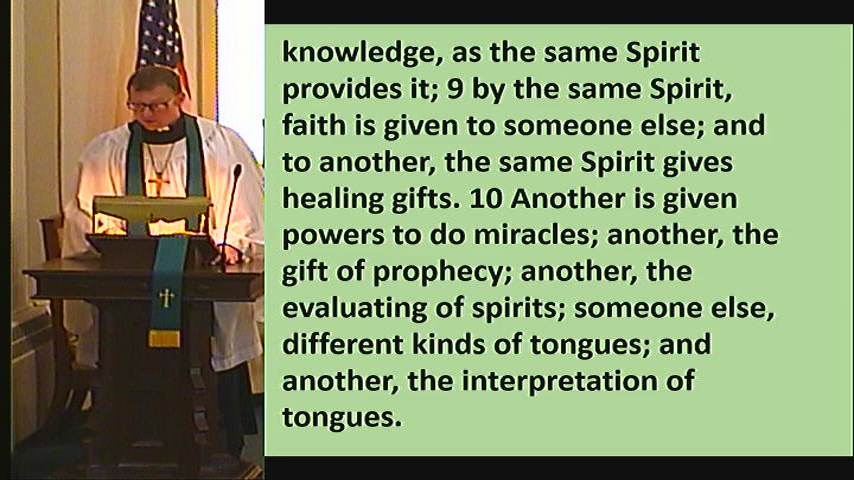 knowledge, as the same Spirit
provides it; 9 by the same Spirit,
faith is given to someone else; and
to another, the same Spirit gives
healing gifts. 10 Another is given
powers to do miracles; another, the
gift of prophecy; another, the
evaluating of spirits; someone else,
different kinds of tongues; and
another, the interpretation of
tongues.